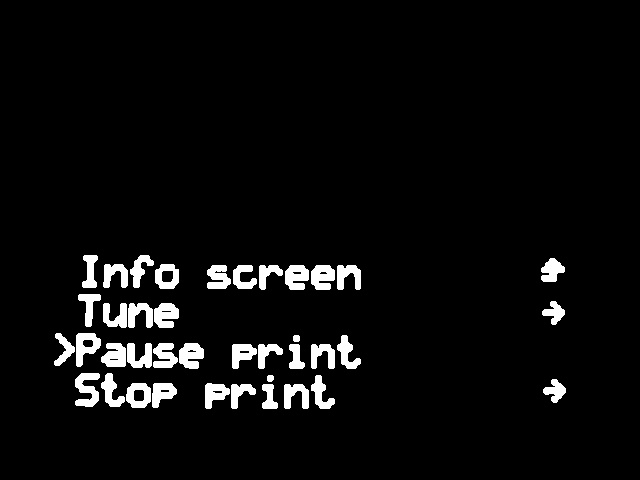 Info screen ↑
Tune →
>Pause print
Stop print →